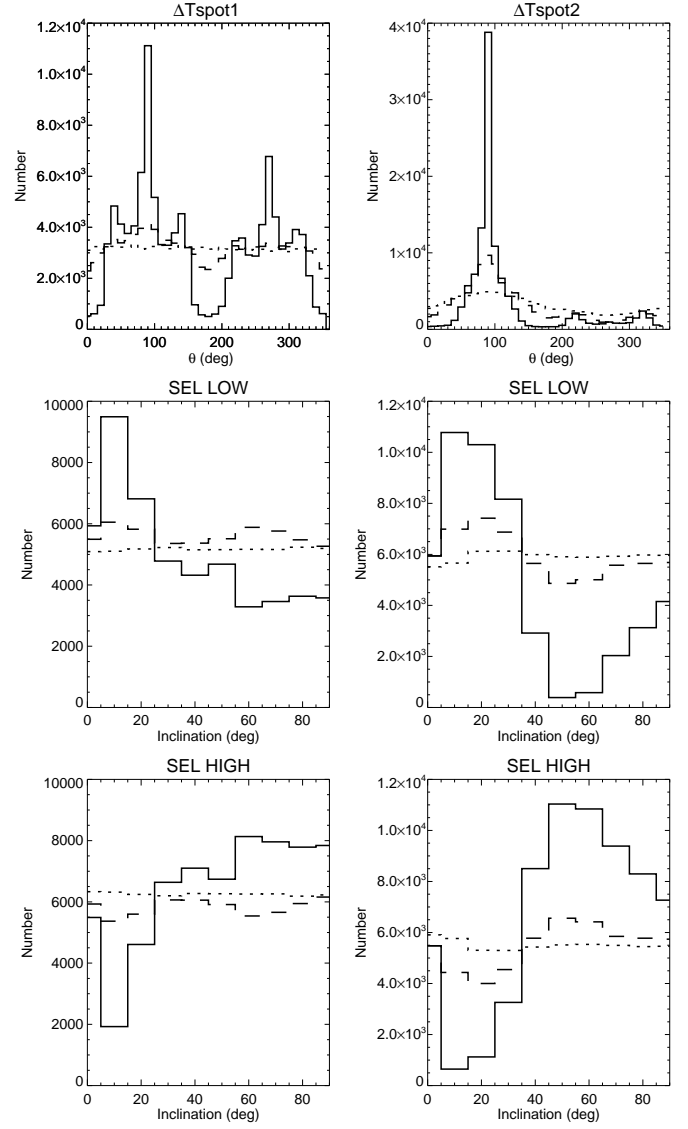 ΔTspot1
ΔTspot2
1.2×10⁴
1.0×10⁴
8.0×10³
6.0×10³
4.0×10³
2.0×10³
0
Number
0 100 200 300
θ (deg)
4×10⁴
3×10⁴
2×10⁴
1×10⁴
0
Number
0 100 200 300
θ (deg)
SEL LOW
SEL LOW
10000
8000
6000
4000
2000
0
Number
0 20 40 60 80
Inclination (deg)
1.2×10⁴
1.0×10⁴
8.0×10³
6.0×10³
4.0×10³
2.0×10³
0
Number
0 20 40 60 80
Inclination (deg)
SEL HIGH
SEL HIGH
10000
8000
6000
4000
2000
0
Number
0 20 40 60 80
Inclination (deg)
1.2×10⁴
1.0×10⁴
8.0×10³
6.0×10³
4.0×10³
2.0×10³
0
Number
0 20 40 60 80
Inclination (deg)